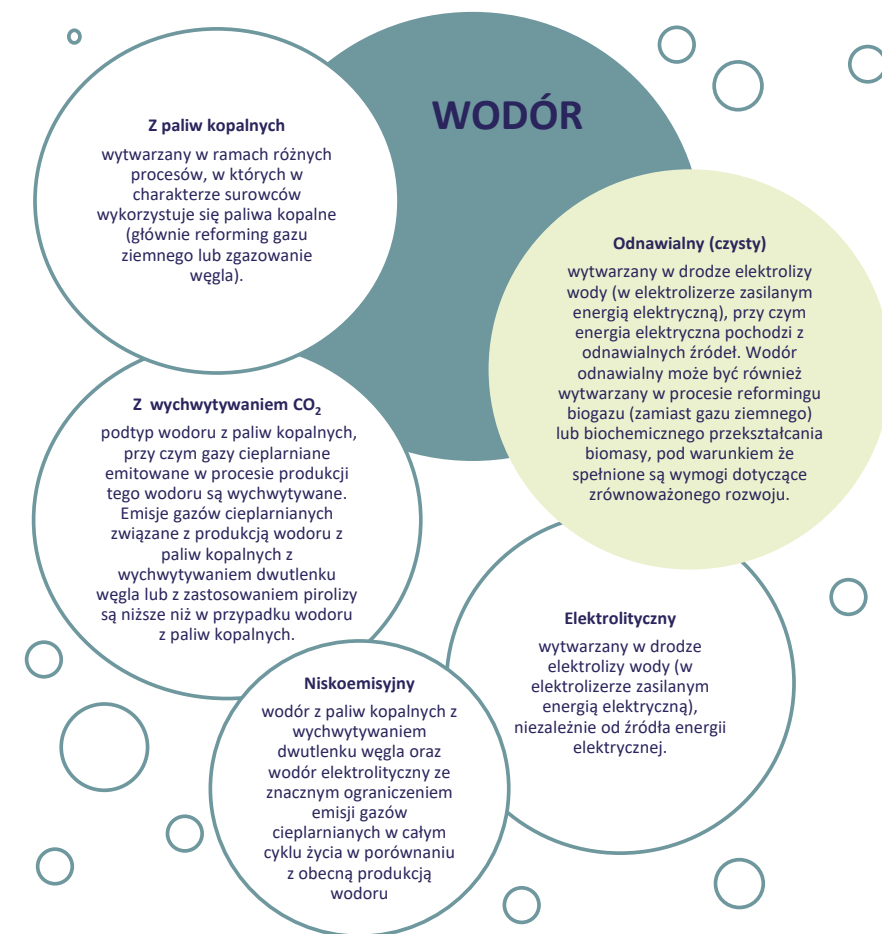 WODÓR
Z paliw kopalnych
wytwarzany w ramach różnych
procesów, w których w
charakterze surowców
wykorzystuje się paliwa kopalne
(głównie reforming gazu
ziemnego lub zgazowanie
węgla).
Odnawialny (czysty)
wytwarzany w drodze elektrolizy
wody (w elektrolizerze zasilanym
energią elektryczną), przy czym
energia elektryczna pochodzi z
odnawialnych źródeł. Wodór
odnawialny może być również
wytwarzany w procesie reformingu
biogazu (zamiast gazu ziemnego)
lub biochemicznego przekształcania
biomasy, pod warunkiem że
spełnione są wymogi dotyczące
zrównoważonego rozwoju.
Z wychwytywaniem CO₂
podtyp wodoru z paliw kopalnych,
przy czym gazy cieplarniane
emitowane w procesie produkcji
tego wodoru są wychwytywane.
Emisje gazów cieplarnianych
związane z produkcją wodoru z
paliw kopalnych z
wychwytywaniem dwutlenku
węgla lub z zastosowaniem pirolizy
są niższe niż w przypadku wodoru
z paliw kopalnych.
Elektrolityczny
wytwarzany w drodze
elektrolizy wody (w
elektrolizerze zasilanym
energią elektryczną),
niezależnie od źródła energii
elektrycznej.
Niskoemisyjny
wodór z paliw kopalnych z
wychwytywaniem
dwutlenku węgla oraz
wodór elektrolityczny ze
znacznym ograniczeniem
emisji gazów
cieplarnianych w całym
cyklu życia w porównaniu
z obecną produkcją
wodoru